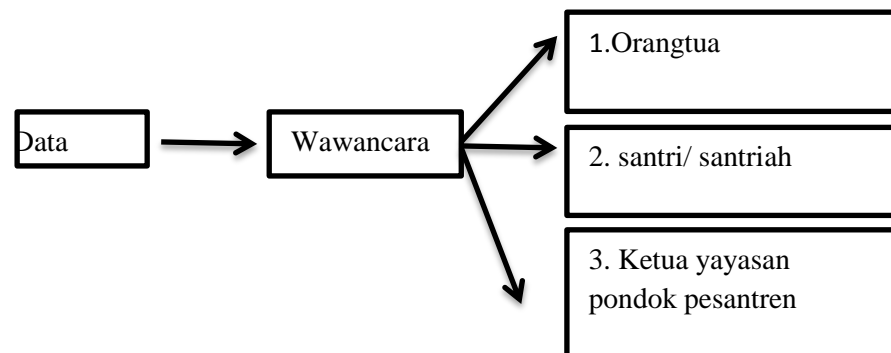 1.Orangtua
Data
Wawancara
2. santri/ santriah
3. Ketua yayasan
pondok pesantren